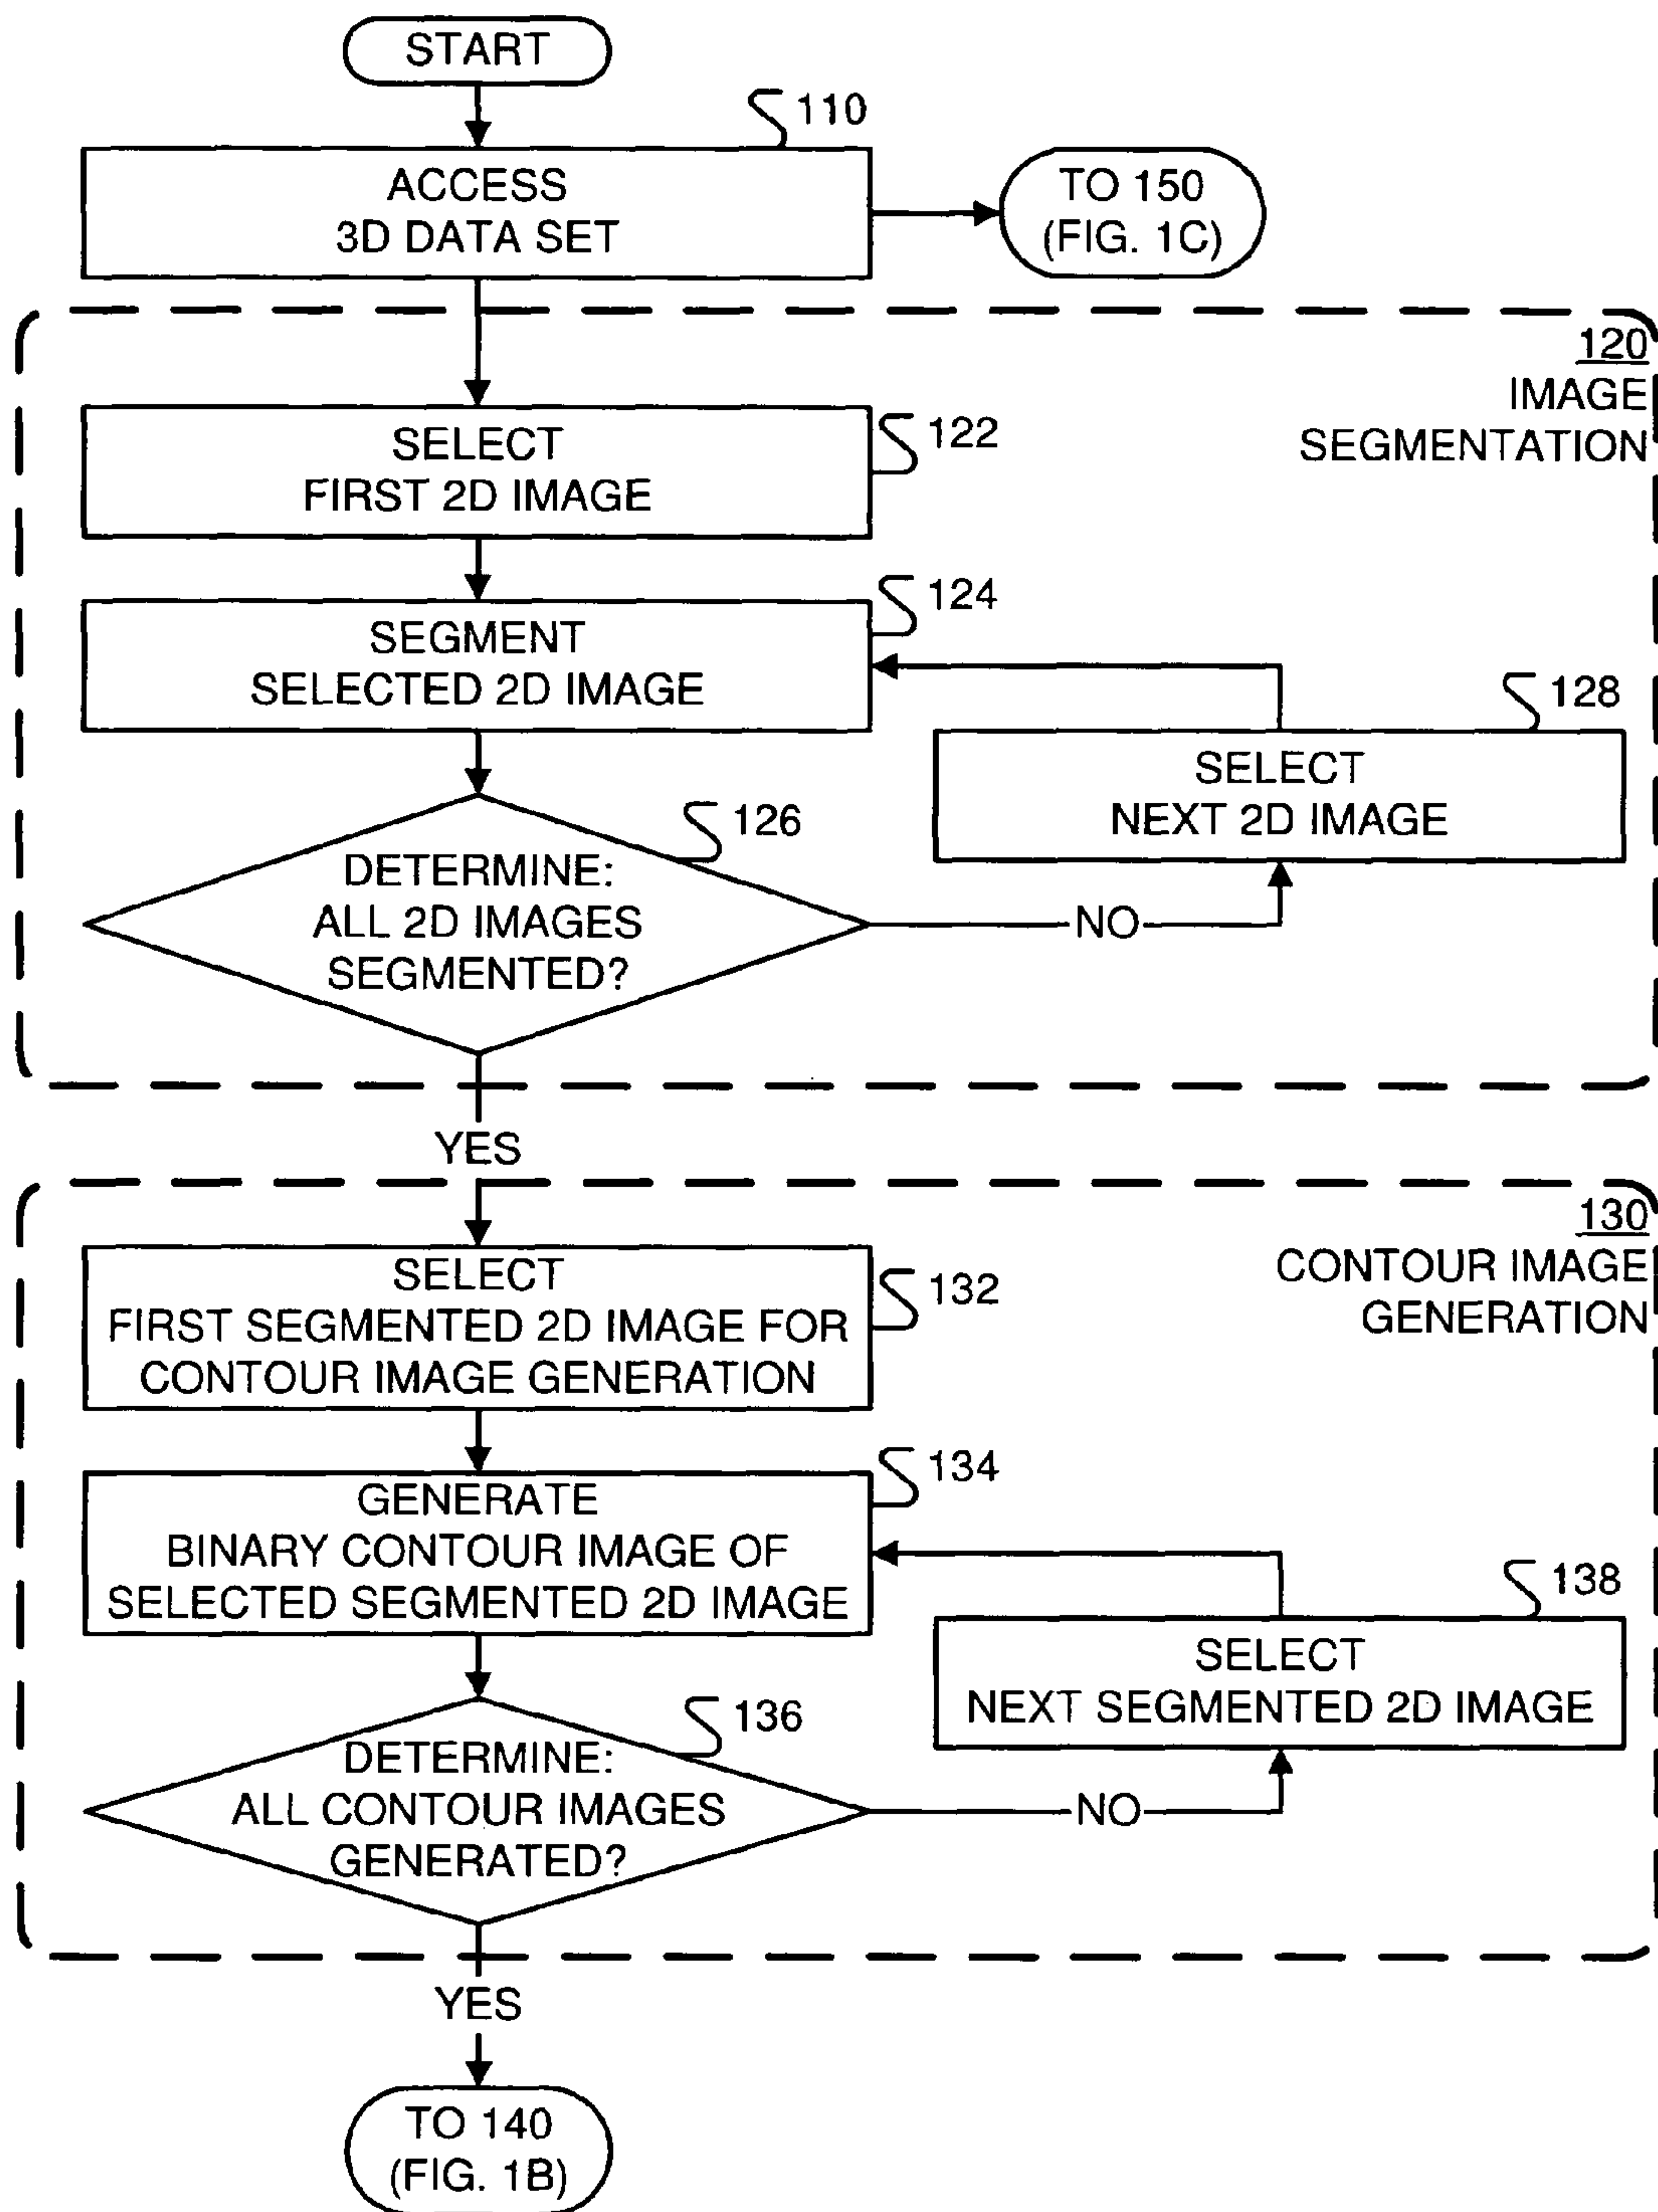 START
110
ACCESS
3D DATA SET
TO 150
(FIG. 1C)
120
IMAGE
SEGMENTATION
122
SELECT
FIRST 2D IMAGE
124
SEGMENT
SELECTED 2D IMAGE
128
SELECT
NEXT 2D IMAGE
126
DETERMINE:
ALL 2D IMAGES
SEGMENTED?
NO
YES
130
CONTOUR IMAGE
GENERATION
132
SELECT
FIRST SEGMENTED 2D IMAGE FOR
CONTOUR IMAGE GENERATION
134
GENERATE
BINARY CONTOUR IMAGE OF
SELECTED SEGMENTED 2D IMAGE
138
SELECT
NEXT SEGMENTED 2D IMAGE
136
DETERMINE:
ALL CONTOUR IMAGES
GENERATED?
NO
YES
TO 140
(FIG. 1B)